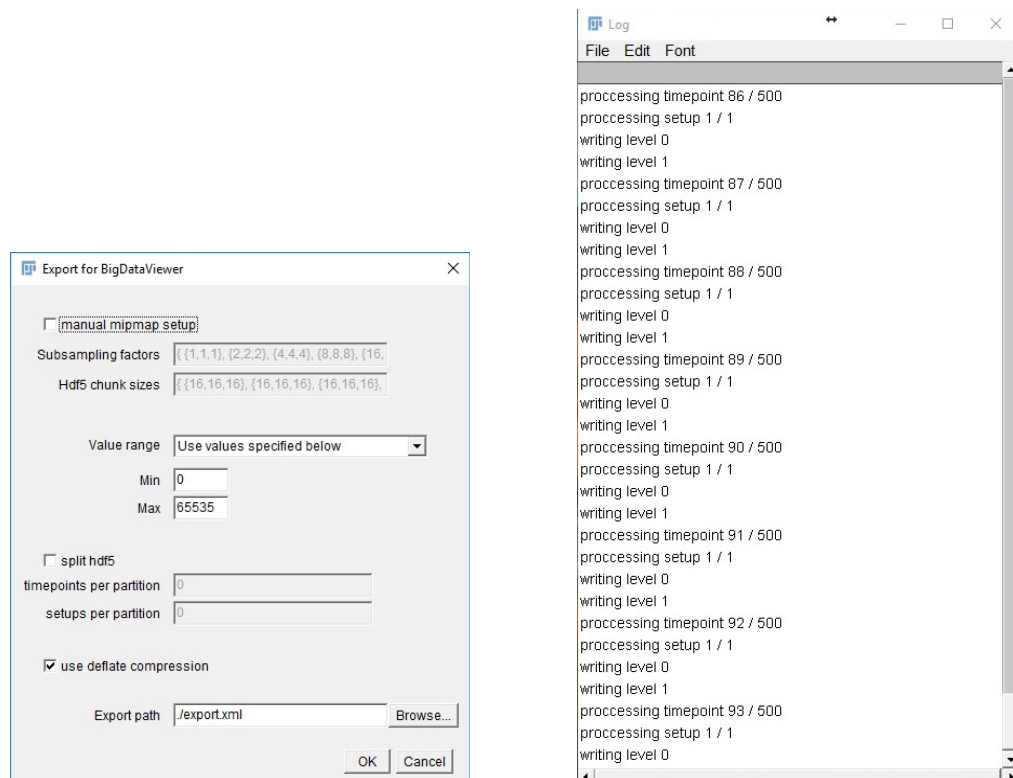 Export for BigDataViewer
manual mipmap setup
Subsampling factors { {1,1,1}, {2,2,2}, {4,4,4}, {8,8,8}, {16,
Hdf5 chunk sizes { {16,16,16}, {16,16,16}, {16,16,16},
Value range Use values specified below
Min 0
Max 65535
split hdf5
timepoints per partition 0
setups per partition 0
use deflate compression
Export path ./export.xml Browse...
OK Cancel
Log
File Edit Font
proccessing timepoint 86 / 500
proccessing setup 1 / 1
writing level 0
writing level 1
proccessing timepoint 87 / 500
proccessing setup 1 / 1
writing level 0
writing level 1
proccessing timepoint 88 / 500
proccessing setup 1 / 1
writing level 0
writing level 1
proccessing timepoint 89 / 500
proccessing setup 1 / 1
writing level 0
writing level 1
proccessing timepoint 90 / 500
proccessing setup 1 / 1
writing level 0
writing level 1
proccessing timepoint 91 / 500
proccessing setup 1 / 1
writing level 0
writing level 1
proccessing timepoint 92 / 500
proccessing setup 1 / 1
writing level 0
writing level 1
proccessing timepoint 93 / 500
proccessing setup 1 / 1
writing level 0